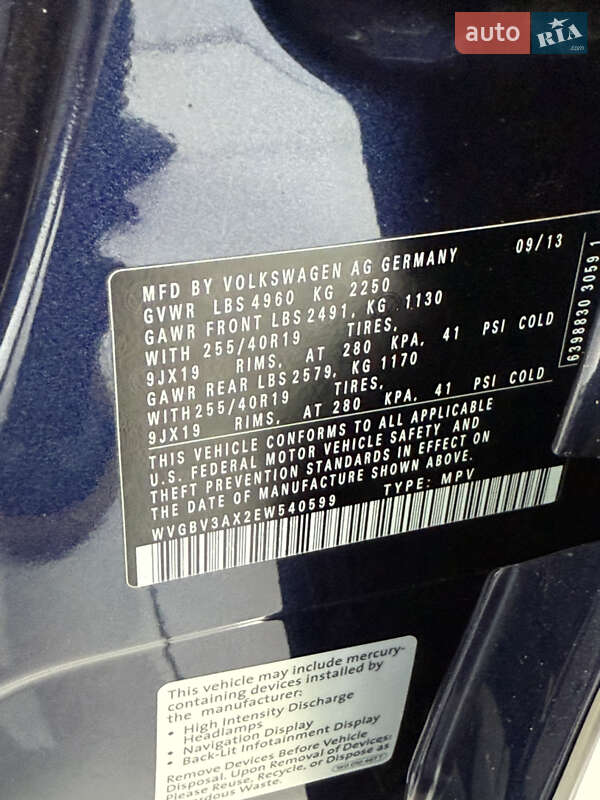 auto RIA .com
MFD BY VOLKSWAGEN AG GERMANY 09/13
GVWR LBS 4960 KG 2250
GAWR FRONT LBS 2491, KG 1130
WITH 255/40R19 TIRES,
9JX19 RIMS, AT 280 KPA, 41 PSI COLD
GAWR REAR LBS 2579, KG 1170
WITH 255/40R19 TIRES,
9JX19 RIMS, AT 280 KPA, 41 PSI COLD
THIS VEHICLE CONFORMS TO ALL APPLICABLE
U.S. FEDERAL MOTOR VEHICLE SAFETY AND
THEFT PREVENTION STANDARDS IN EFFECT ON
THE DATE OF MANUFACTURE SHOWN ABOVE.
WVGBV3AX2EW540599 TYPE: MPV
6398830 3059 1
This vehicle may include mercury-
containing devices installed by
the manufacturer:
• High Intensity Discharge
Headlamps
• Navigation Display
• Back-Lit Infotainment Display
Remove Devices Before Vehicle
Disposal. Upon Removal of Devices,
Please Reuse, Recycle, or Dispose as
Waste.